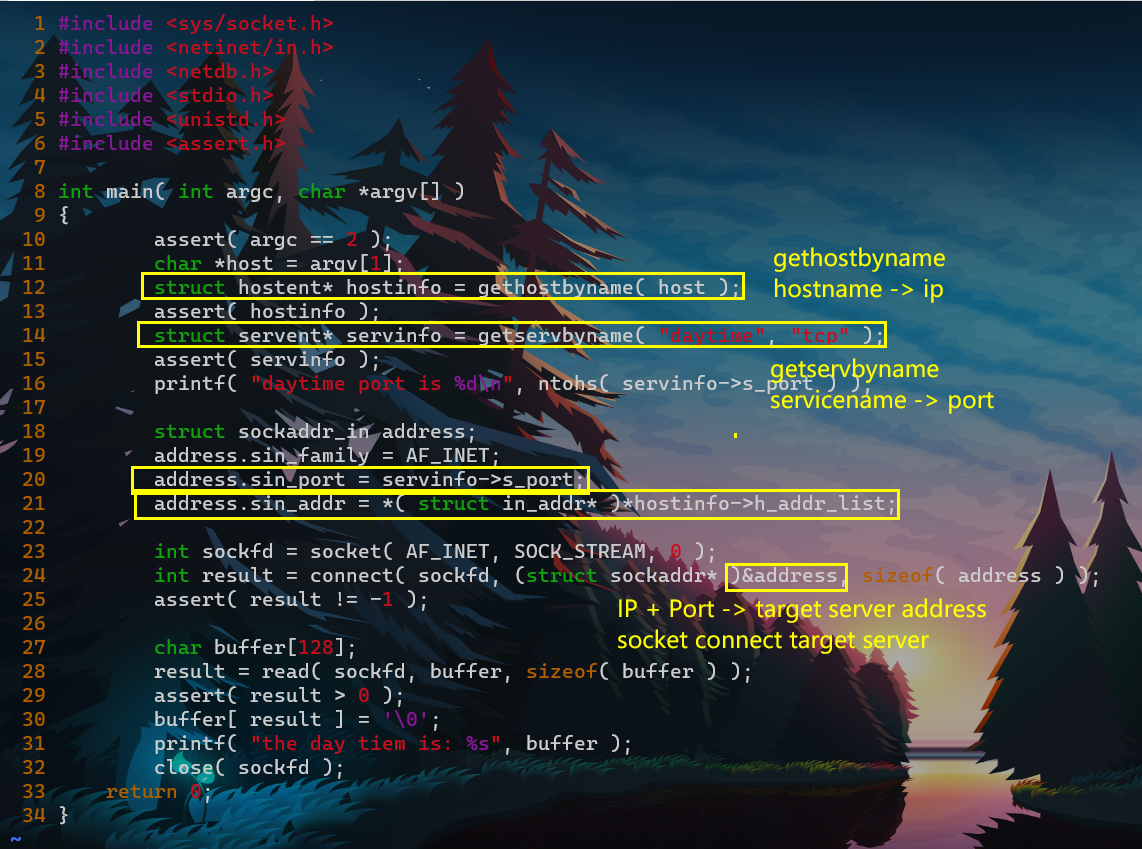 1 #include <sys/socket.h>
2 #include <netinet/in.h>
3 #include <netdb.h>
4 #include <stdio.h>
5 #include <unistd.h>
6 #include <assert.h>
7
8 int main( int argc, char *argv[] )
9 {
10         assert( argc == 2 );
11         char *host = argv[1];
12         struct hostent* hostinfo = gethostbyname( host );
gethostbyname
hostname -> ip
13         assert( hostinfo );
14         struct servent* servinfo = getservbyname( "daytime", "tcp" );
15         assert( servinfo );
16         printf( "daytime port is %d\n", ntohs( servinfo->s_port ) );
getservbyname
servicename -> port
17
18         struct sockaddr_in address;
19         address.sin_family = AF_INET;
20         address.sin_port = servinfo->s_port;
21         address.sin_addr = *( struct in_addr* )*hostinfo->h_addr_list;
22
23         int sockfd = socket( AF_INET, SOCK_STREAM, 0 );
24         int result = connect( sockfd, (struct sockaddr* )&address, sizeof( address ) );
25         assert( result != -1 );
IP + Port -> target server address
socket connect target server
26
27         char buffer[128];
28         result = read( sockfd, buffer, sizeof( buffer ) );
29         assert( result > 0 );
30         buffer[ result ] = '\0';
31         printf( "the day tiem is: %s", buffer );
32         close( sockfd );
33     return 0;
34 }
~